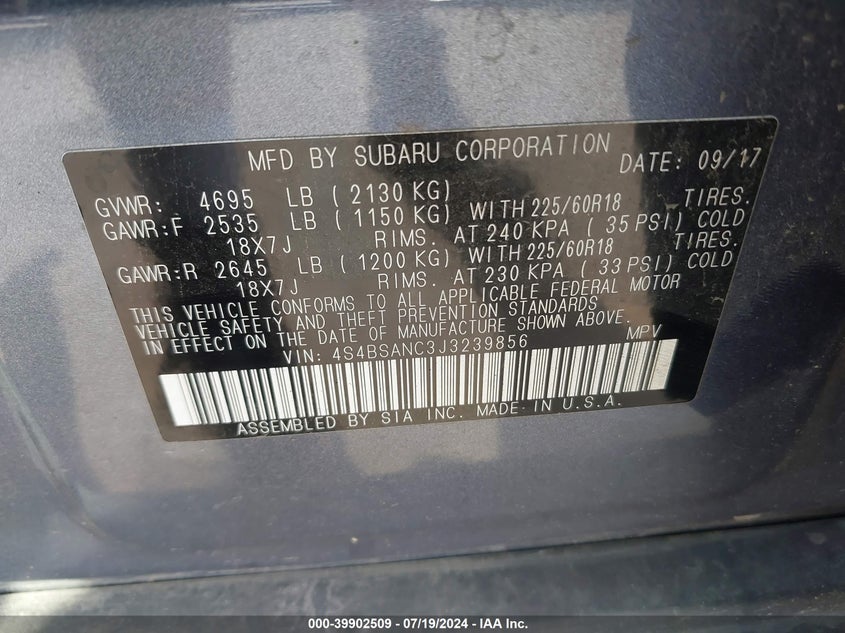 MFD BY SUBARU CORPORATION DATE: 09/17
GVWR: 4695 LB ( 2130 KG)
GAWR:F 2535 LB ( 1150 KG) WITH 225/60R18 TIRES.
18X7J RIMS. AT 240 KPA ( 35 PSI) COLD
GAWR:R 2645 LB ( 1200 KG) WITH 225/60R18 TIRES.
18X7J RIMS. AT 230 KPA ( 33 PSI) COLD
THIS VEHICLE CONFORMS TO ALL APPLICABLE FEDERAL MOTOR
VEHICLE SAFETY AND THEFT PREVENTION STANDARDS
IN EFFECT ON THE DATE OF MANUFACTURE SHOWN ABOVE.
VIN: 4S4BSANC3J3239856 MPV
ASSEMBLED BY SIA INC. MADE IN U.S.A.
000-39902509 - 07/19/2024 - IAA Inc.